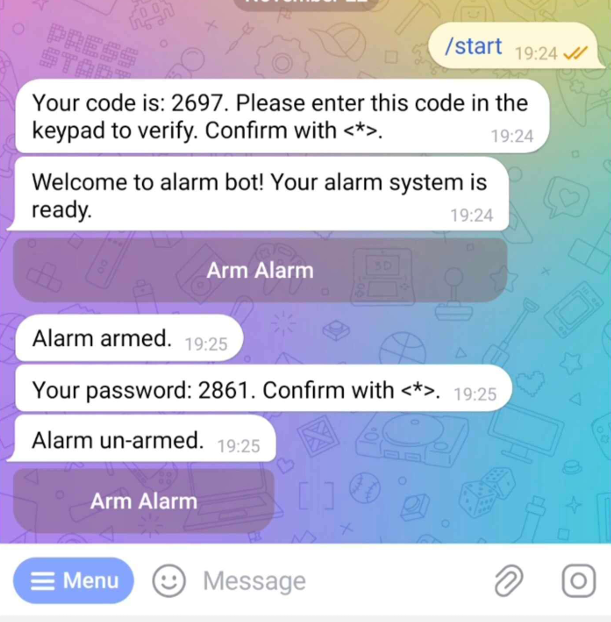 PRESS
START
/start 19:24
Your code is: 2697. Please enter this code in the
keypad to verify. Confirm with <*>. 19:24
Welcome to alarm bot! Your alarm system is
ready. 19:24
Arm Alarm
Alarm armed. 19:25
Your password: 2861. Confirm with <*>. 19:25
Alarm un-armed. 19:25
Arm Alarm
Menu Message